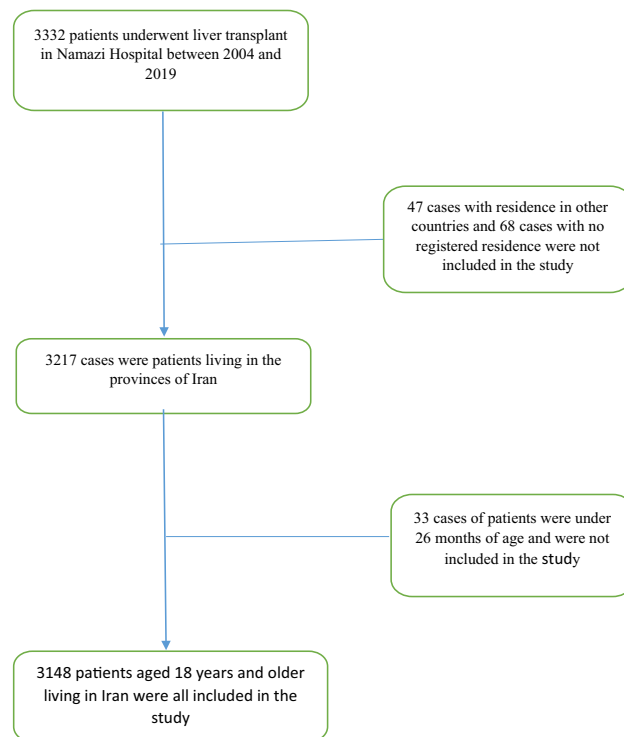 3332 patients underwent liver transplant
in Namazi Hospital between 2004 and
2019
47 cases with residence in other
countries and 68 cases with no
registered residence were not
included in the study
3217 cases were patients living in the
provinces of Iran
33 cases of patients were under
26 months of age and were not
included in the study
3148 patients aged 18 years and older
living in Iran were all included in the
study